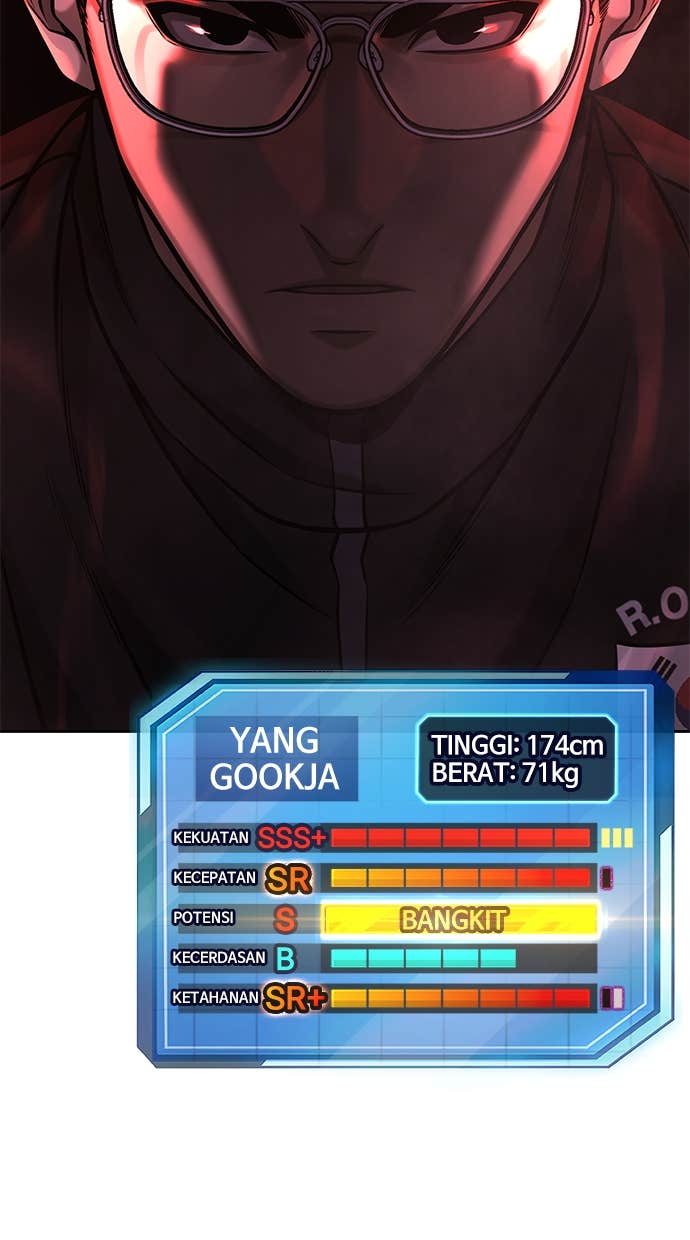 R.O
YANG
GOOKJA
TINGGI: 174cm
BERAT: 71kg
KEKUATAN SSS+
KECEPATAN SR
POTENSI S BANGKIT
KECERDASAN B
KETAHANAN SR+